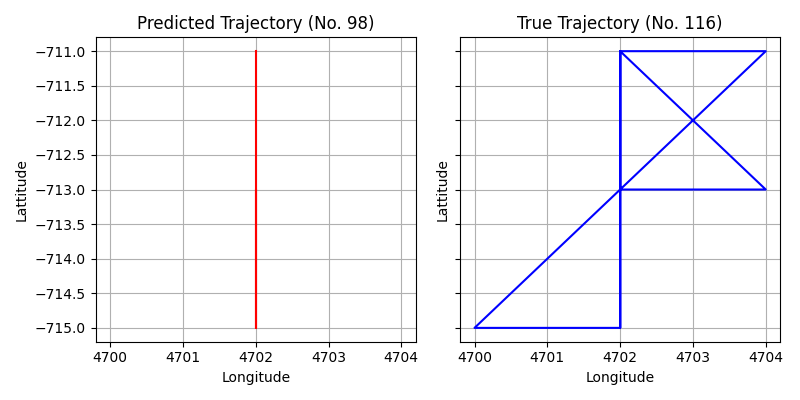 Predicted Trajectory (No. 98)
True Trajectory (No. 116)
−711.0
−711.5
−712.0
−712.5
−713.0
−713.5
−714.0
−714.5
−715.0
Lattitude
Lattitude
4700 4701 4702 4703 4704
4700 4701 4702 4703 4704
Longitude
Longitude